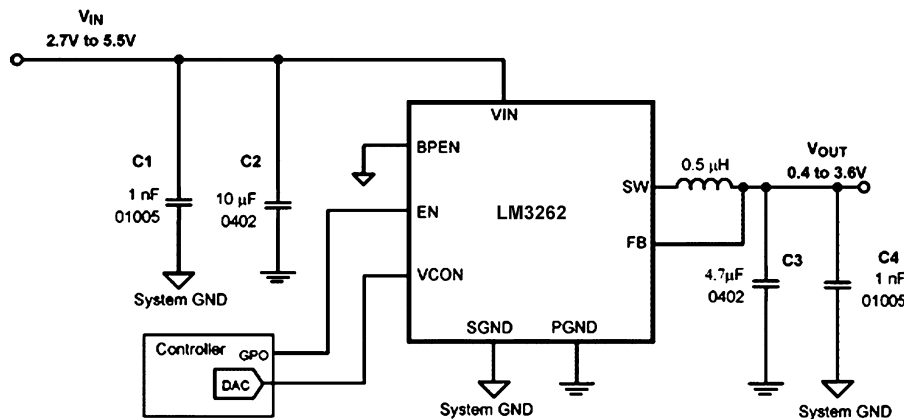 VIN
2.7V to 5.5V
C1
1 nF
01005
System GND
C2
10 µF
0402
VIN
BPEN
EN
VCON
LM3262
SW
FB
SGND
PGND
System GND
0.5 µH
VOUT
0.4 to 3.6V
C3
4.7µF
0402
C4
1 nF
01005
System GND
Controller
GPO
DAC